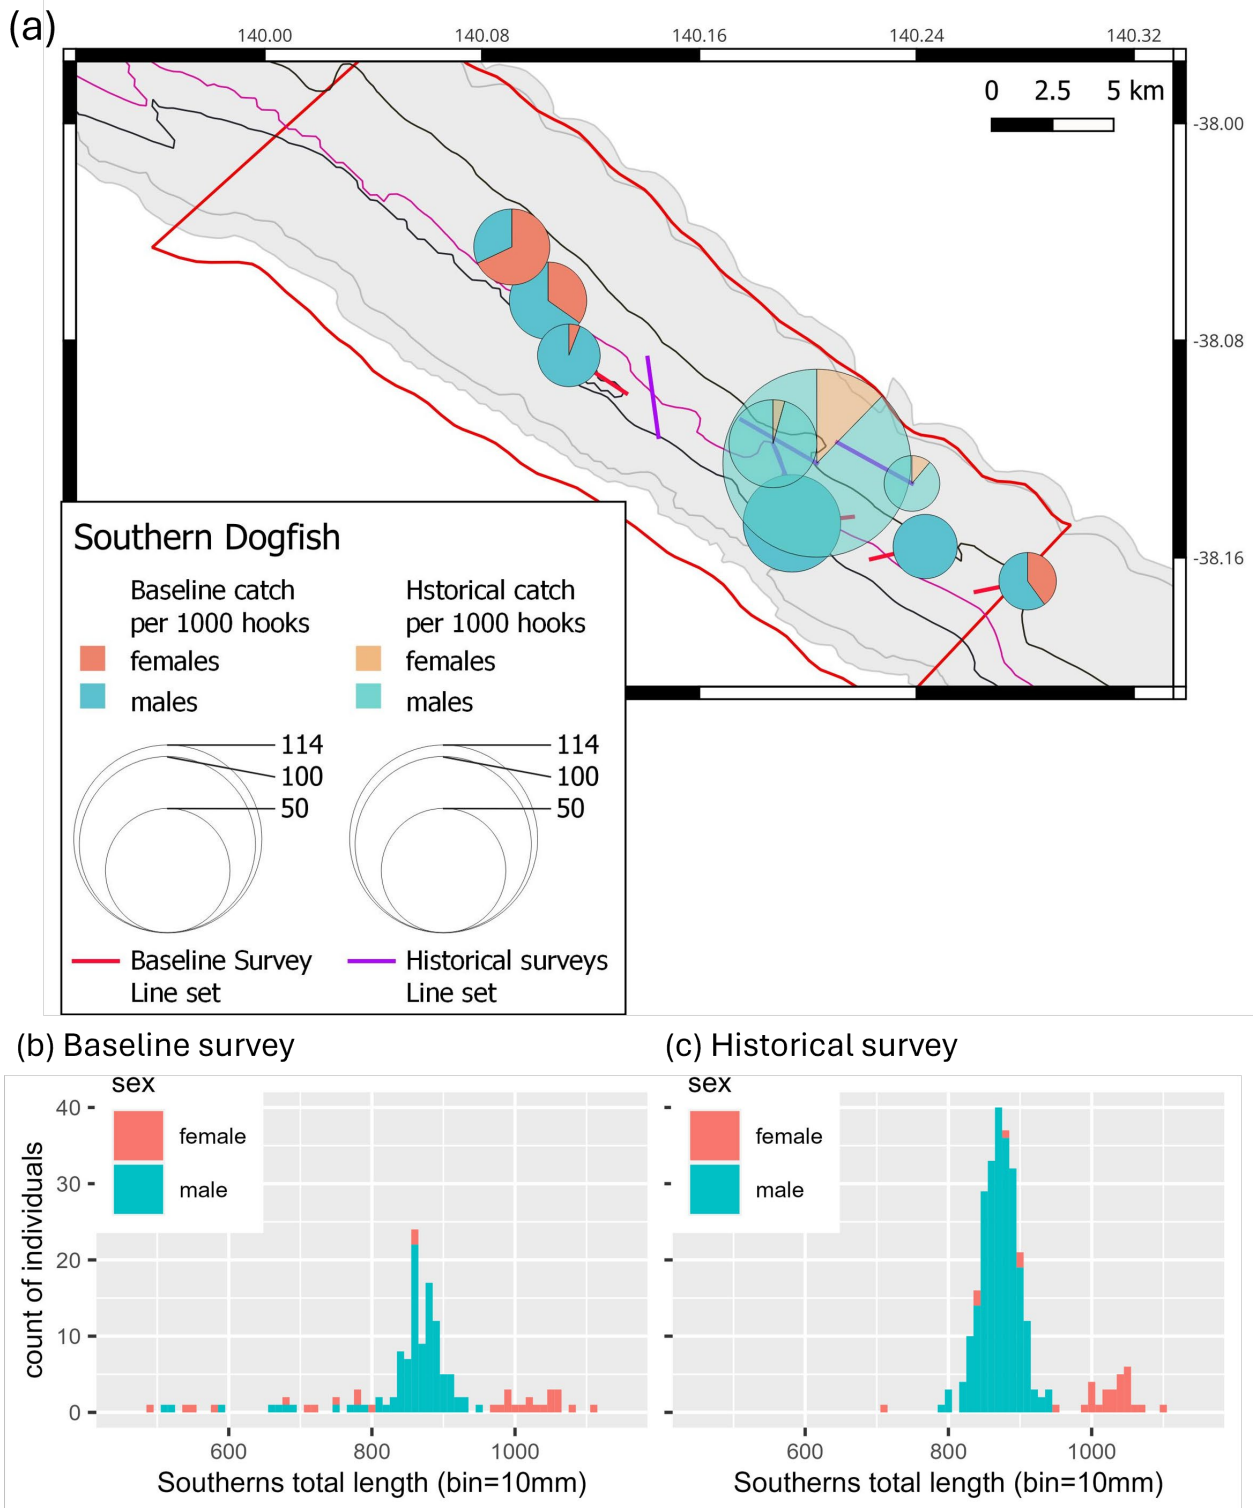 (a)
140.00 140.08 140.16 140.24 140.32
0 2.5 5 km
-38.00
-38.08
-38.16
Southern Dogfish
Baseline catch
per 1000 hooks
females
males
Hstorical catch
per 1000 hooks
females
males
114
100
50
114
100
50
Baseline Survey
Line set
Historical surveys
Line set
(b) Baseline survey
sex
female
male
count of individuals
40
30
20
10
0
600 800 1000
Southerns total length (bin=10mm)
(c) Historical survey
sex
female
male
600 800 1000
Southerns total length (bin=10mm)